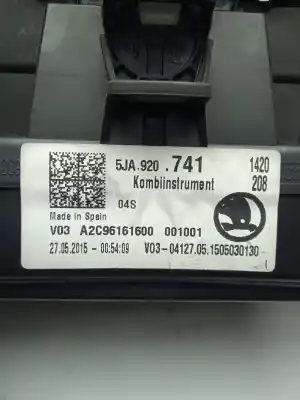 5JA.920 .741 1420
Kombiinstrument 208
04S
Made in Spain
V03 A2C96161600 001001
27.05.2015 - 00:54:09 V03-04127.05.1505030130